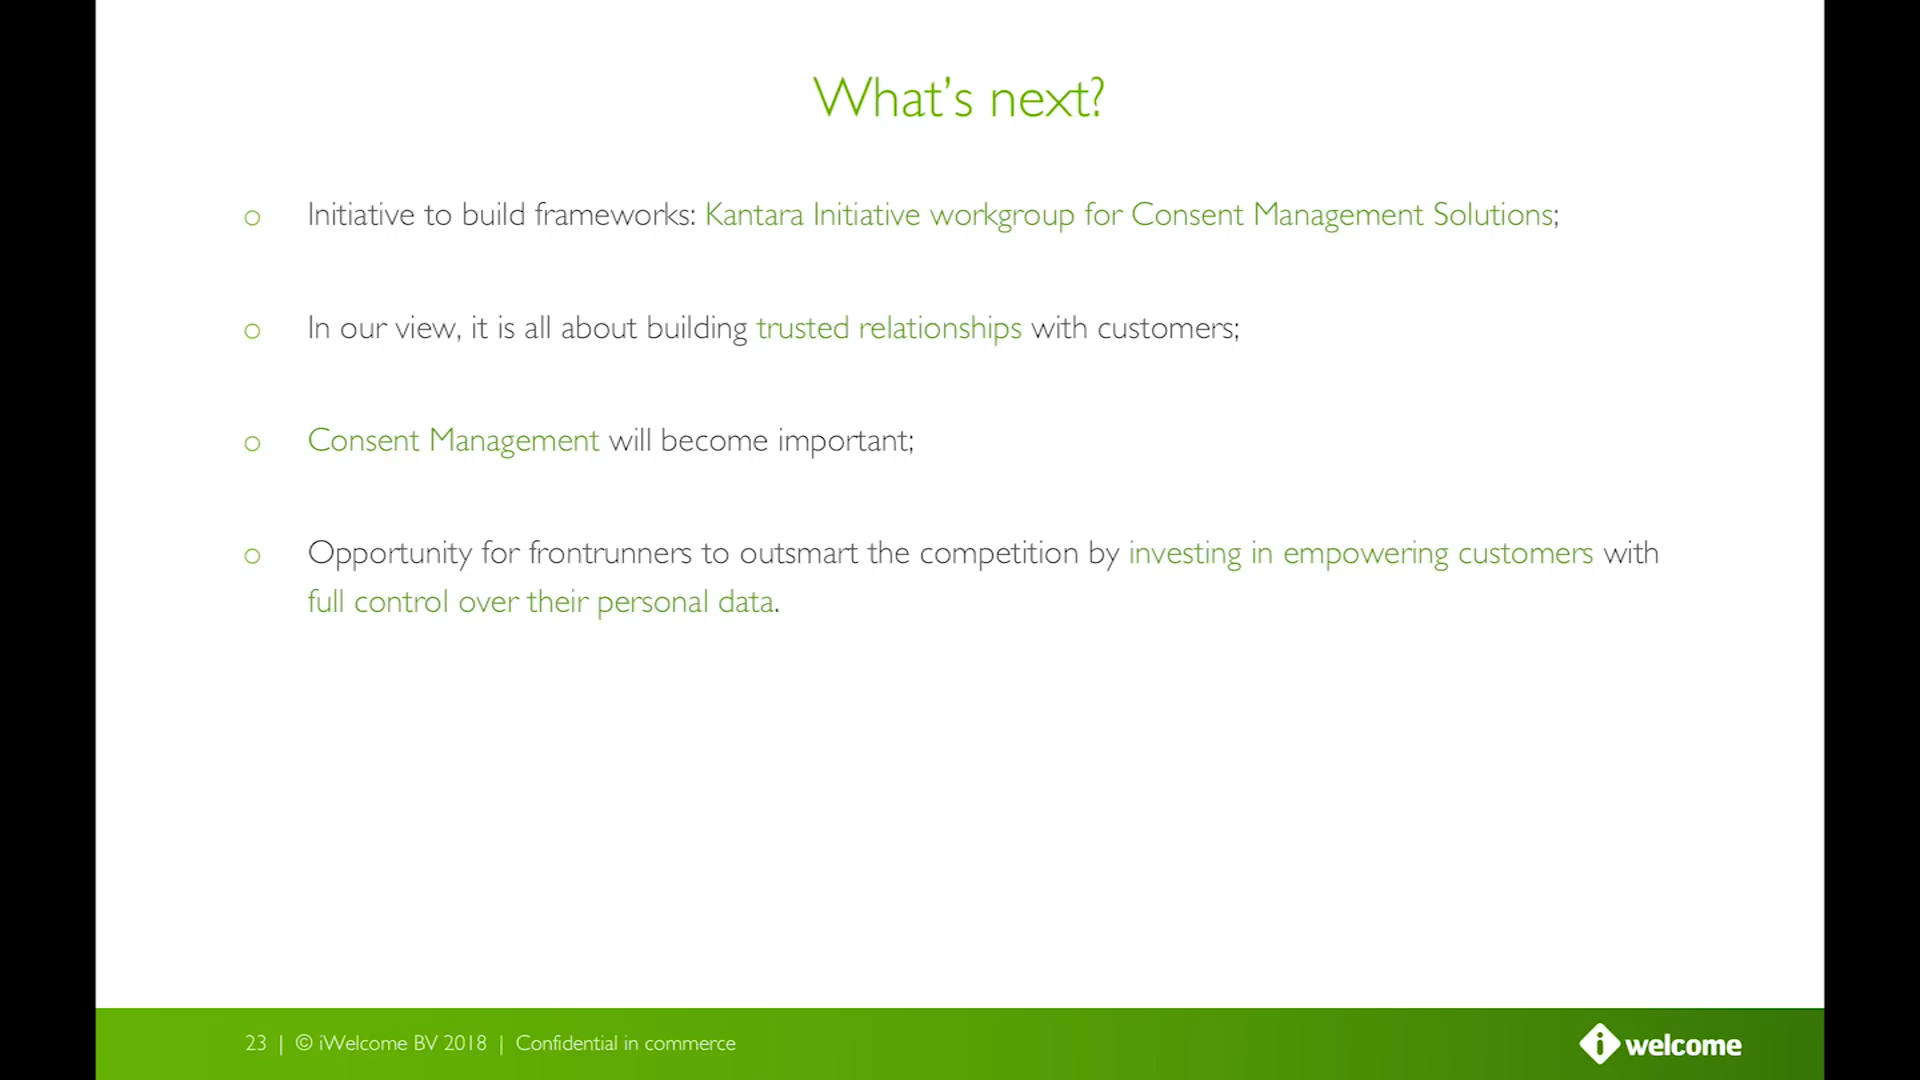 What's next?
o Initiative to build frameworks: Kantara Initiative workgroup for Consent Management Solutions;
o In our view, it is all about building trusted relationships with customers;
o Consent Management will become important;
o Opportunity for frontrunners to outsmart the competition by investing in empowering customers with
full control over their personal data.
23 | © iWelcome BV 2018 | Confidential in commerce
i welcome